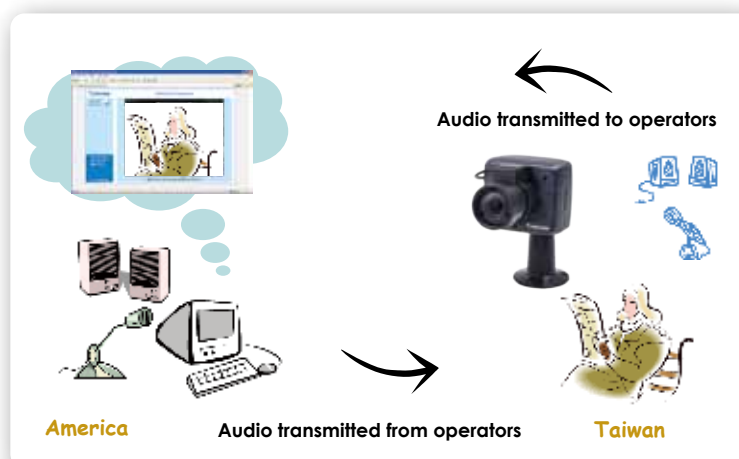 Audio transmitted to operators
America
Audio transmitted from operators
Taiwan